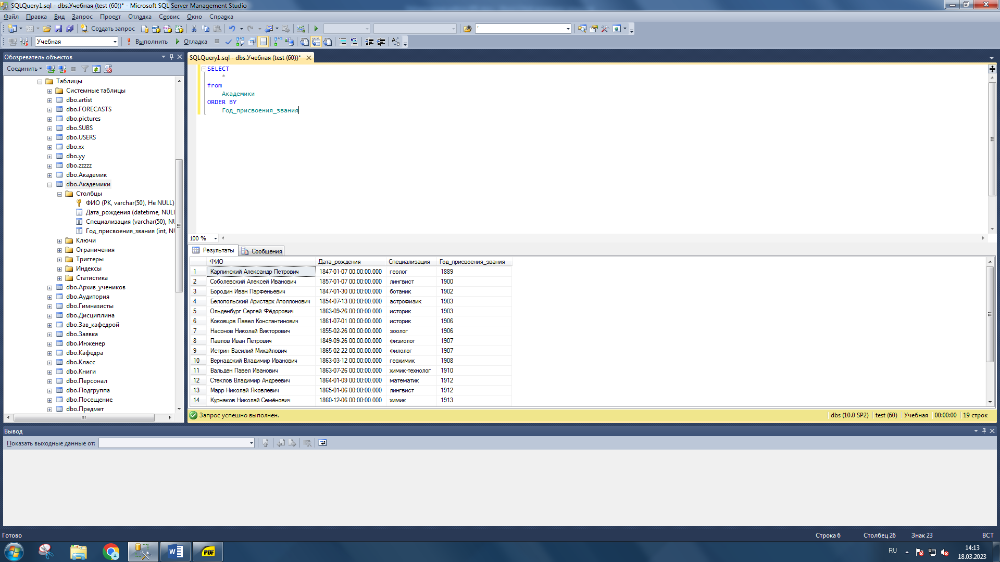 SQLQuery1.sql - dbs.Учебная (test (60))* - Microsoft SQL Server Management Studio
Файл Правка Вид Запрос Проект Отладка Сервис Окно Справка
Создать запрос
Учебная Выполнить Отладка
Обозреватель объектов
Соединить
Таблицы
Системные таблицы
dbo.artist
dbo.FORECASTS
dbo.pictures
dbo.SUBS
dbo.USERS
dbo.xx
dbo.yy
dbo.zzzzz
dbo.Академик
dbo.Академики
Столбцы
ФИО (PK, varchar(50), Не NULL)
Дата_рождения (datetime, NULL
Специализация (varchar(50), NU
Год_присвоения_звания (int, NU
Ключи
Ограничения
Триггеры
Индексы
Статистика
dbo.Архив_учеников
dbo.Аудитория
dbo.Гимназисты
dbo.Дисциплина
dbo.Зав_кафедрой
dbo.Заявка
dbo.Инженер
dbo.Кафедра
dbo.Класс
dbo.Книги
dbo.Персонал
dbo.Подгруппа
dbo.Посещение
dbo.Предмет
SQLQuery1.sql - dbs.Учебная (test (60))*
SELECT
*
from
Академики
ORDER BY
Год_присвоения_звания
100 %
Результаты Сообщения
ФИО Дата_рождения Специализация Год_присвоения_звания
1 Карпинский Александр Петрович 1847-01-07 00:00:00.000 геолог 1889
2 Соболевский Алексей Иванович 1857-01-07 00:00:00.000 лингвист 1900
3 Бородин Иван Парфеньевич 1847-01-30 00:00:00.000 ботаник 1902
4 Белопольский Аристарх Аполлонович 1854-07-13 00:00:00.000 астрофизик 1903
5 Ольденбург Сергей Фёдорович 1863-09-26 00:00:00.000 историк 1903
6 Коковцов Павел Константинович 1861-07-01 00:00:00.000 историк 1906
7 Насонов Николай Викторович 1855-02-26 00:00:00.000 зоолог 1906
8 Павлов Иван Петрович 1849-09-26 00:00:00.000 физиолог 1907
9 Истрин Василий Михайлович 1865-02-22 00:00:00.000 филолог 1907
10 Вернадский Владимир Иванович 1863-03-12 00:00:00.000 геохимик 1908
11 Вальден Павел Иванович 1863-07-26 00:00:00.000 химик-технолог 1910
12 Стеклов Владимир Андреевич 1864-01-09 00:00:00.000 математик 1912
13 Марр Николай Яковлевич 1865-01-06 00:00:00.000 лингвист 1912
14 Курнаков Николай Семёнович 1860-12-06 00:00:00.000 химик 1913
Запрос успешно выполнен. dbs (10.0 SP2) test (60) Учебная 00:00:00 19 строк
Вывод
Показать выходные данные от:
Готово Строка 6 Столбец 26 Знак 23 ВСТ
W PDF RU 14:13
18.03.2023